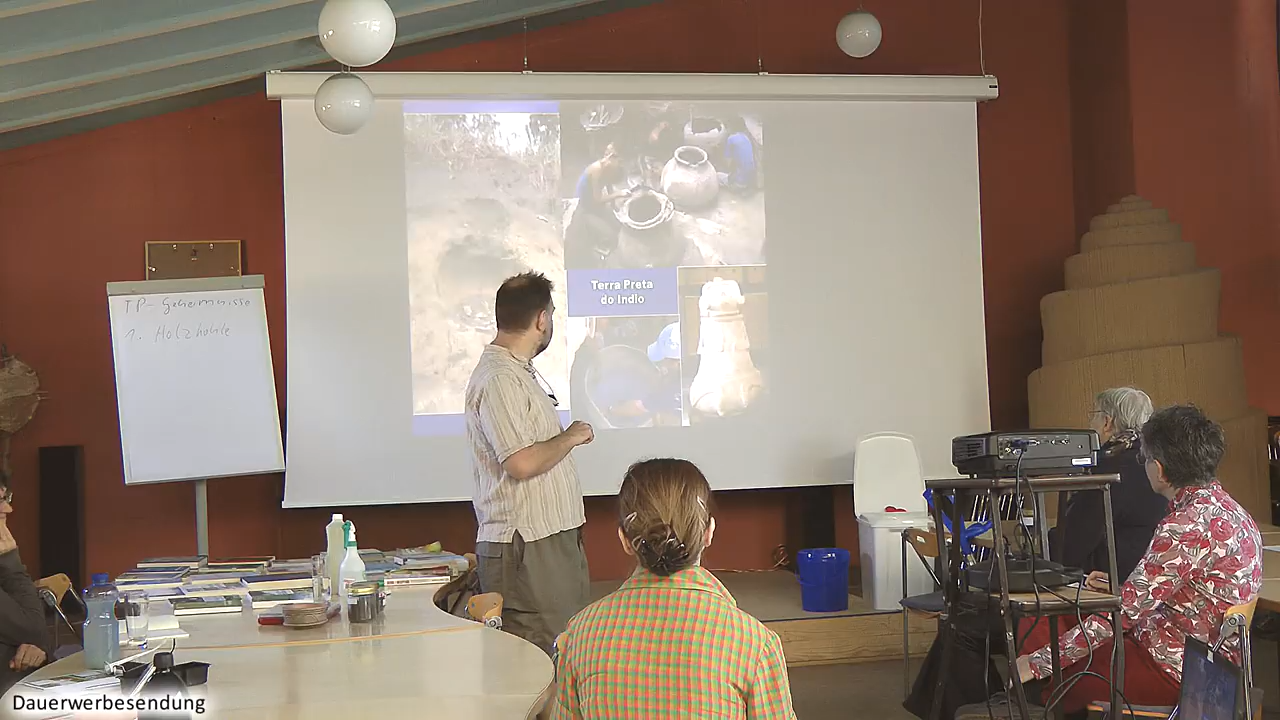 TP-Geheimnisse
1. Holzkohle
Terra Preta
do Indio
Dauerwerbesendung